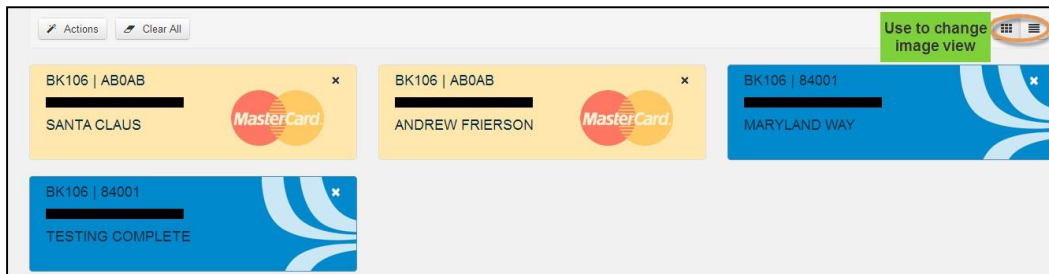 Actions Clear All Use to change
image view
BK106 | AB0AB
SANTA CLAUS
MasterCard
BK106 | AB0AB
ANDREW FRIERSON
MasterCard
BK106 | 84001
MARYLAND WAY
BK106 | 84001
TESTING COMPLETE